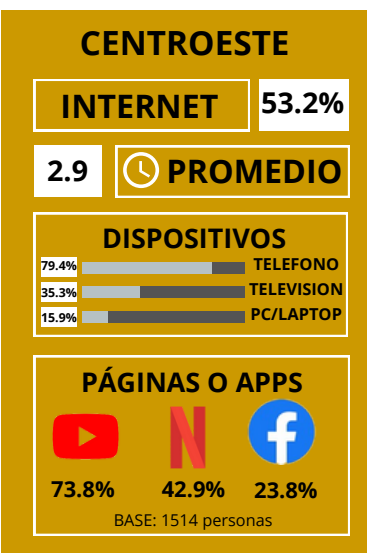 CENTROESTE
INTERNET 53.2%
2.9 PROMEDIO
DISPOSITIVOS
79.4% TELEFONO
35.3% TELEVISION
15.9% PC/LAPTOP
PÁGINAS O APPS
73.8% 42.9% 23.8%
BASE: 1514 personas